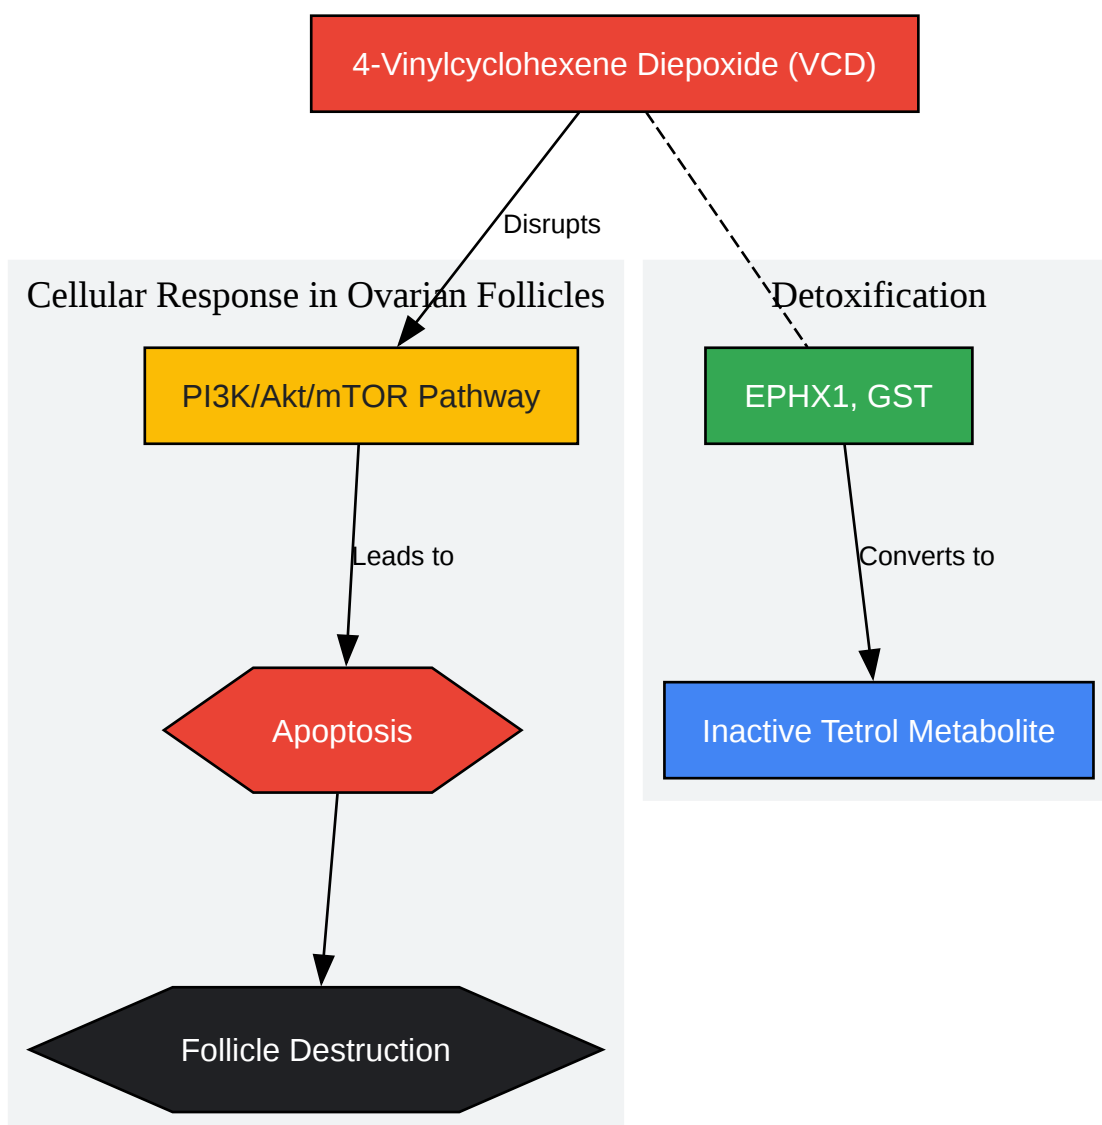 4-Vinylcyclohexene Diepoxide (VCD)
Disrupts
Cellular Response in Ovarian Follicles
PI3K/Akt/mTOR Pathway
Leads to
Apoptosis
Follicle Destruction
Detoxification
EPHX1, GST
Converts to
Inactive Tetrol Metabolite